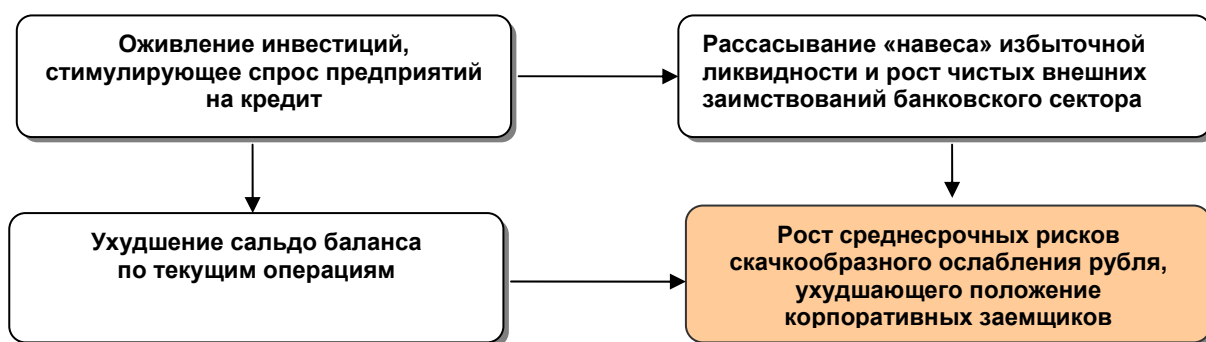 Оживление инвестиций,
стимулирующее спрос предприятий
на кредит
Рассасывание «навеса» избыточной
ликвидности и рост чистых внешних
заимствований банковского сектора
Ухудшение сальдо баланса
по текущим операциям
Рост среднесрочных рисков
скачкообразного ослабления рубля,
ухудшающего положение
корпоративных заемщиков